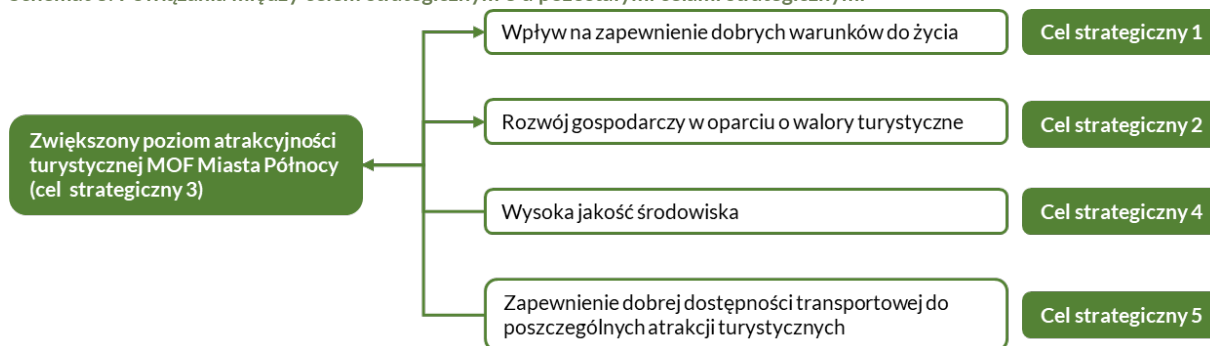 Wpływ na zapewnienie dobrych warunków do życia
Cel strategiczny 1
Rozwój gospodarczy w oparciu o walory turystyczne
Cel strategiczny 2
Zwiększony poziom atrakcyjności
turystycznej MOF Miasta Północy
(cel strategiczny 3)
Wysoka jakość środowiska
Cel strategiczny 4
Zapewnienie dobrej dostępności transportowej do
poszczególnych atrakcji turystycznych
Cel strategiczny 5